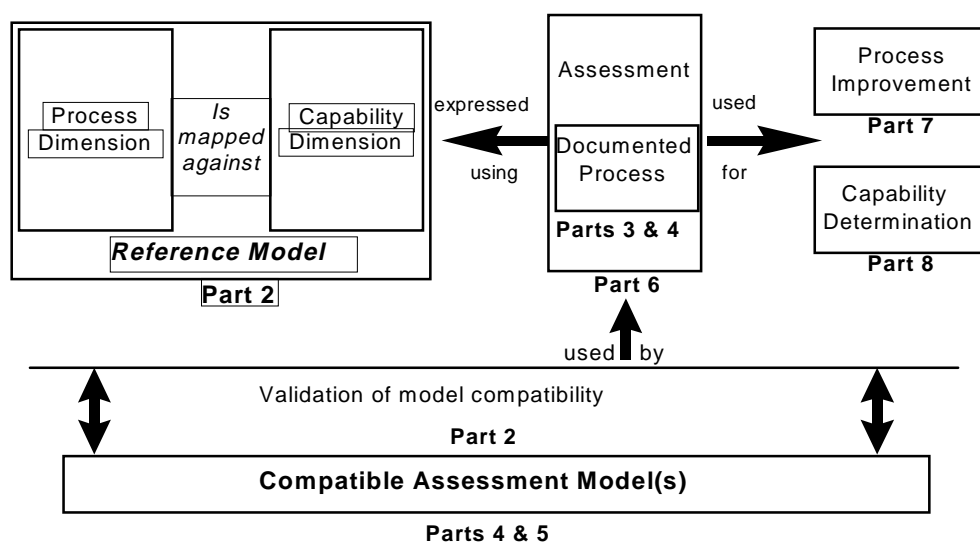 Process
Dimension
Is
mapped
against
Capability
Dimension
Reference Model
Part 2
expressed
using
Assessment
Documented
Process
Parts 3 & 4
Part 6
used
for
Process
Improvement
Part 7
Capability
Determination
Part 8
used by
Validation of model compatibility
Part 2
Compatible Assessment Model(s)
Parts 4 & 5